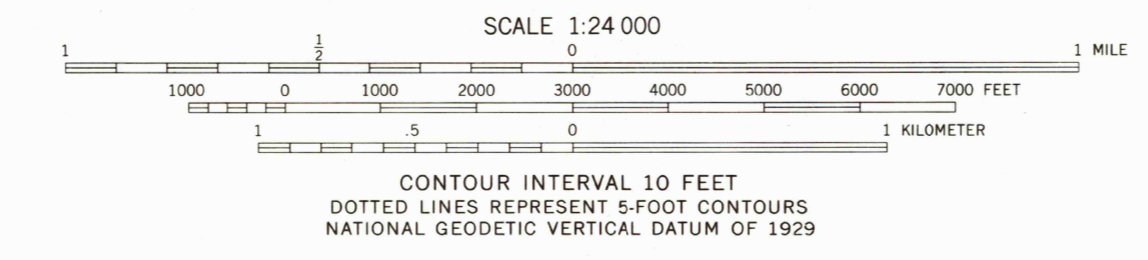 SCALE 1:24 000
1 1/2 0 1 MILE
1000 0 1000 2000 3000 4000 5000 6000 7000 FEET
1 .5 0 1 KILOMETER
CONTOUR INTERVAL 10 FEET
DOTTED LINES REPRESENT 5-FOOT CONTOURS
NATIONAL GEODETIC VERTICAL DATUM OF 1929